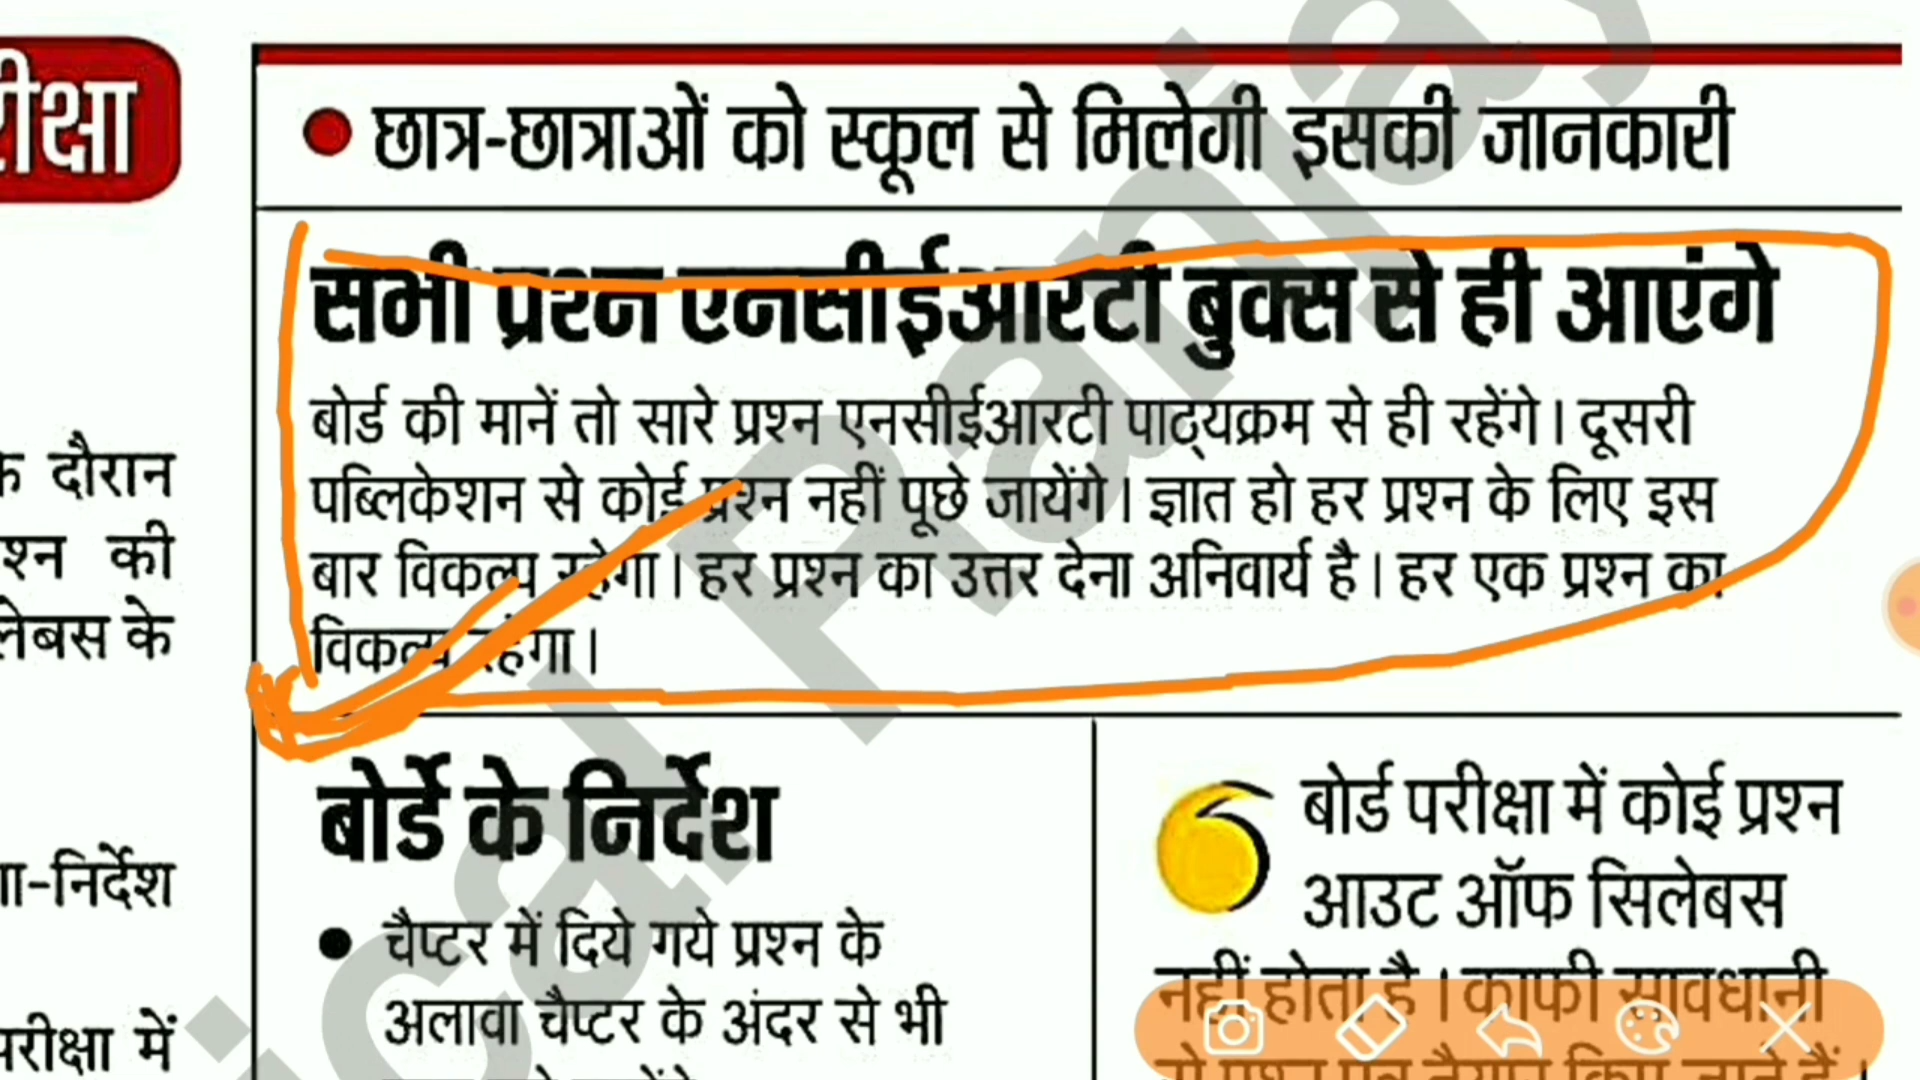 छात्र-छात्राओं को स्कूल से मिलेगी इसकी जानकारी
सभी प्रश्न एनसीईआरटी बुक्स से ही आएंगे
बोर्ड की मानें तो सारे प्रश्न एनसीईआरटी पाठ्यक्रम से ही रहेंगे। दूसरी
पब्लिकेशन से कोई प्रश्न नहीं पूछे जायेंगे। ज्ञात हो हर प्रश्न के लिए इस
बार विकल्प रहेगा। हर प्रश्न का उत्तर देना अनिवार्य है। हर एक प्रश्न का
विकल्प रहेगा।
दौरान
की
के
-निर्देश
में
बोर्ड के निर्देश
चैप्टर में दिये गये प्रश्न के
अलावा चैप्टर के अंदर से भी
बोर्ड परीक्षा में कोई प्रश्न
आउट ऑफ सिलेबस
नहीं होता है। काफी सावधानी